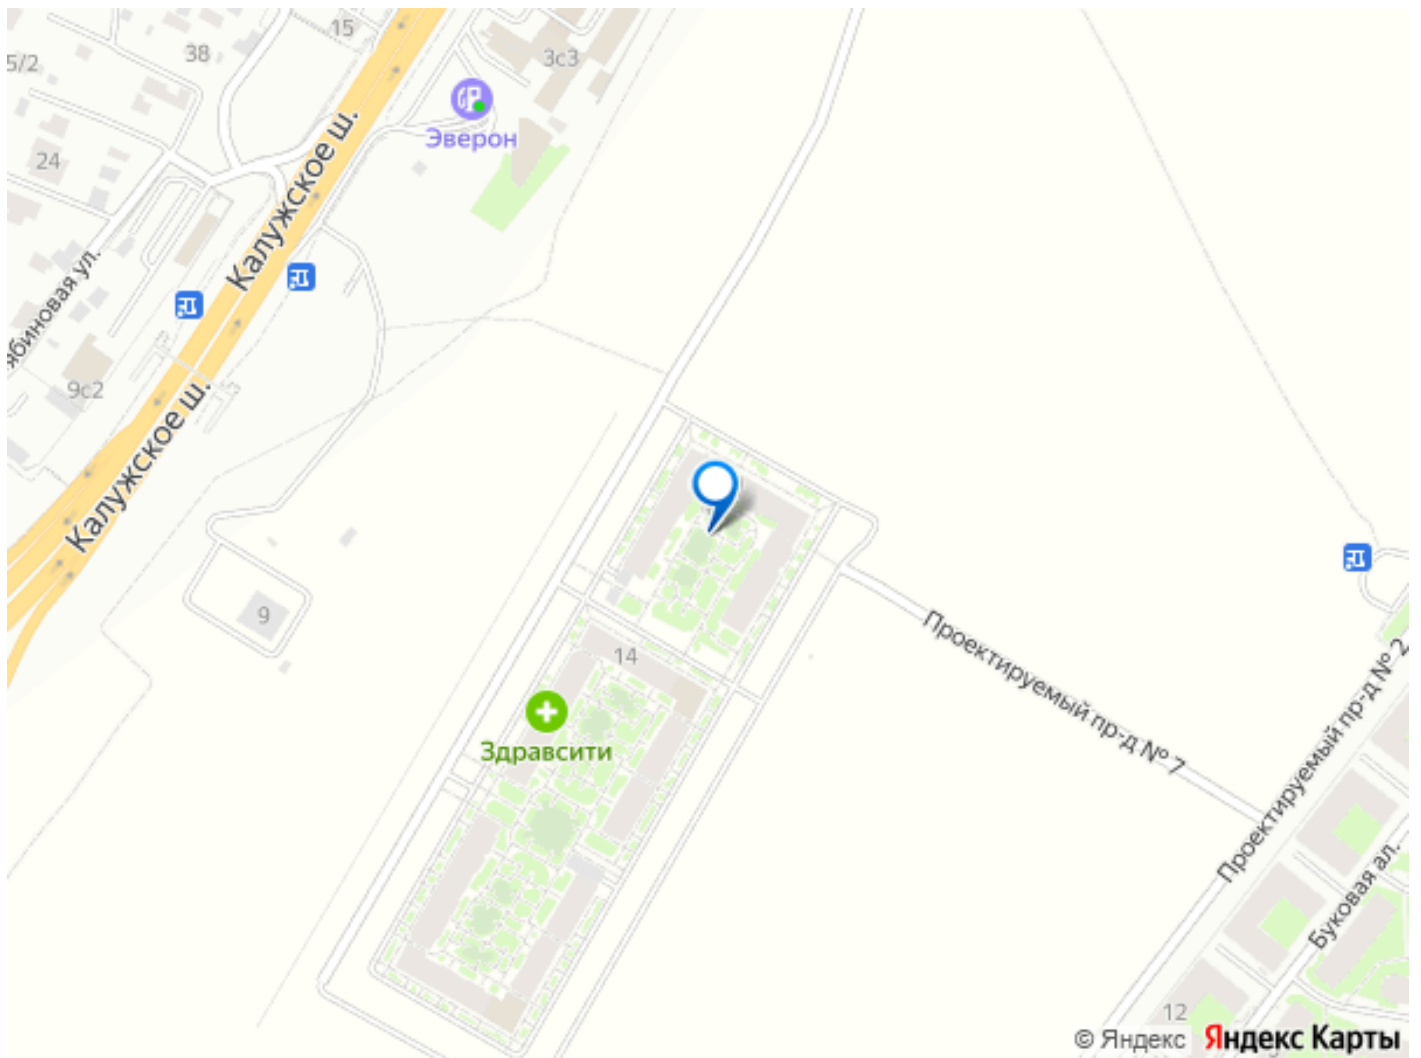 15
38
5/2
3с3
Эверон
24
Калужское ш.
ябиновая ул.
9с2
Калужское ш.
9
14
Проектируемый пр-д № 7
Проектируемый пр-д № 2
Здравсити
Буковая ал.
12
© Яндекс Яндекс Карты